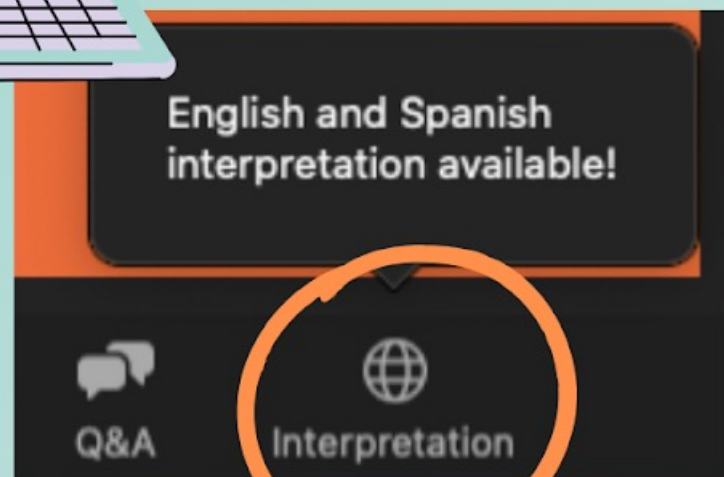 English and Spanish
interpretation available!
Q&A
Interpretation